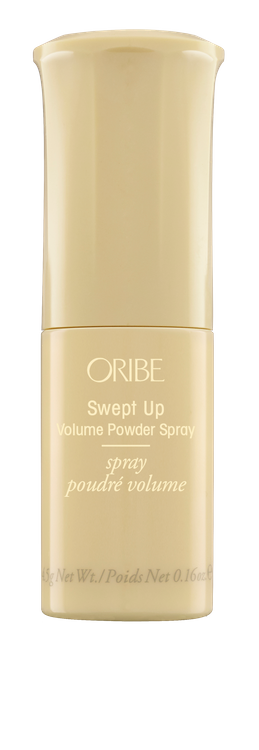 ORIBE
Swept Up
Volume Powder Spray
spray
poudré volume
Net Wt./Poids Net 0.16oz.